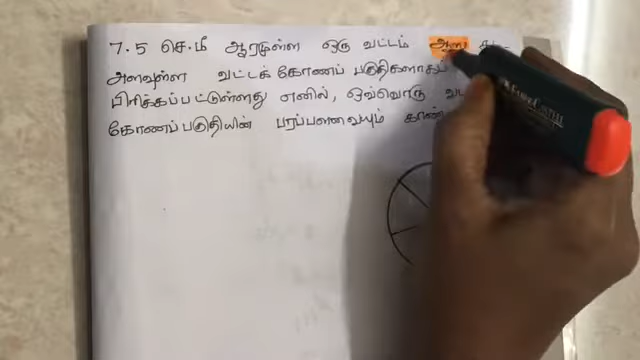 7.5 செ.மீ ஆரமுள்ள ஒரு வட்டம் ஆறு
அளவுள்ள வட்டக் கோணப் பகுதிகளாகப்
பிரிக்கப்பட்டுள்ளது எனில், ஒவ்வொரு
கோணப் பகுதியின் பரப்பளவையும்